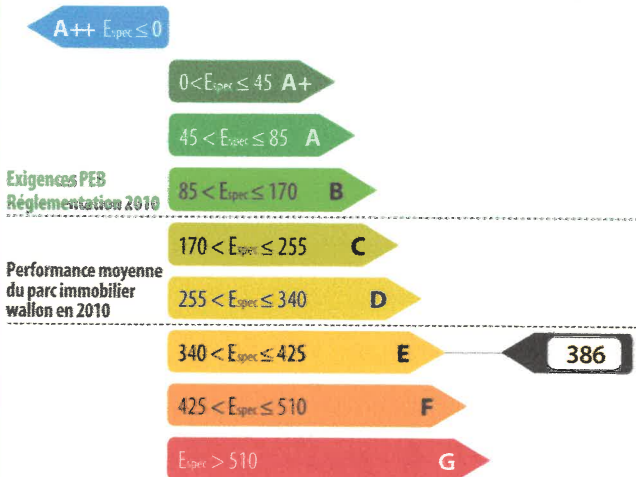 A++ Espec ≤ 0
0 < Espec ≤ 45 A+
45 < Espec ≤ 85 A
Exigences PEB
Réglementation 2010
85 < Espec ≤ 170 B
170 < Espec ≤ 255 C
Performance moyenne
du parc immobilier
wallon en 2010
255 < Espec ≤ 340 D
340 < Espec ≤ 425 E
386
425 < Espec ≤ 510 F
Espec > 510 G